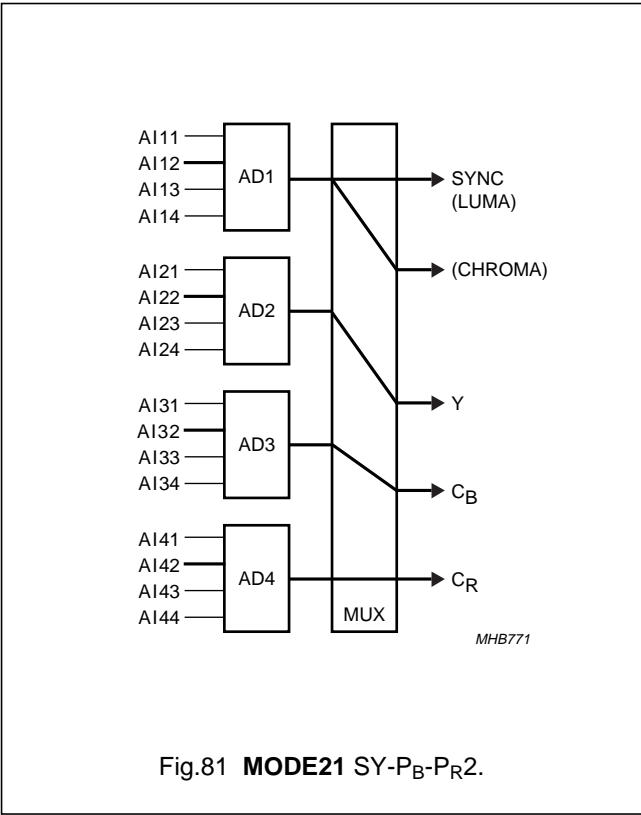 AI11
AI12
AI13
AI14
AD1
SYNC
(LUMA)
(CHROMA)
AI21
AI22
AI23
AI24
AD2
Y
AI31
AI32
AI33
AI34
AD3
CB
AI41
AI42
AI43
AI44
AD4
CR
MUX
MHB771
Fig.81 MODE21 SY-PB-PR2.